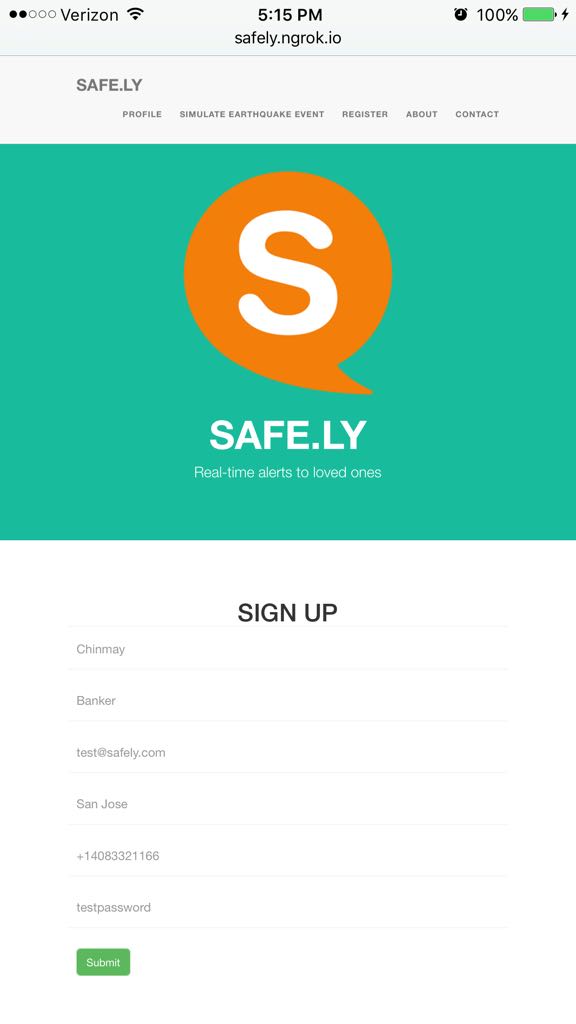 Verizon 5:15 PM 100%
safely.ngrok.io
SAFE.LY
PROFILE SIMULATE EARTHQUAKE EVENT REGISTER ABOUT CONTACT
S
SAFE.LY
Real-time alerts to loved ones
SIGN UP
Chinmay
Banker
test@safely.com
San Jose
+14083321166
testpassword
Submit